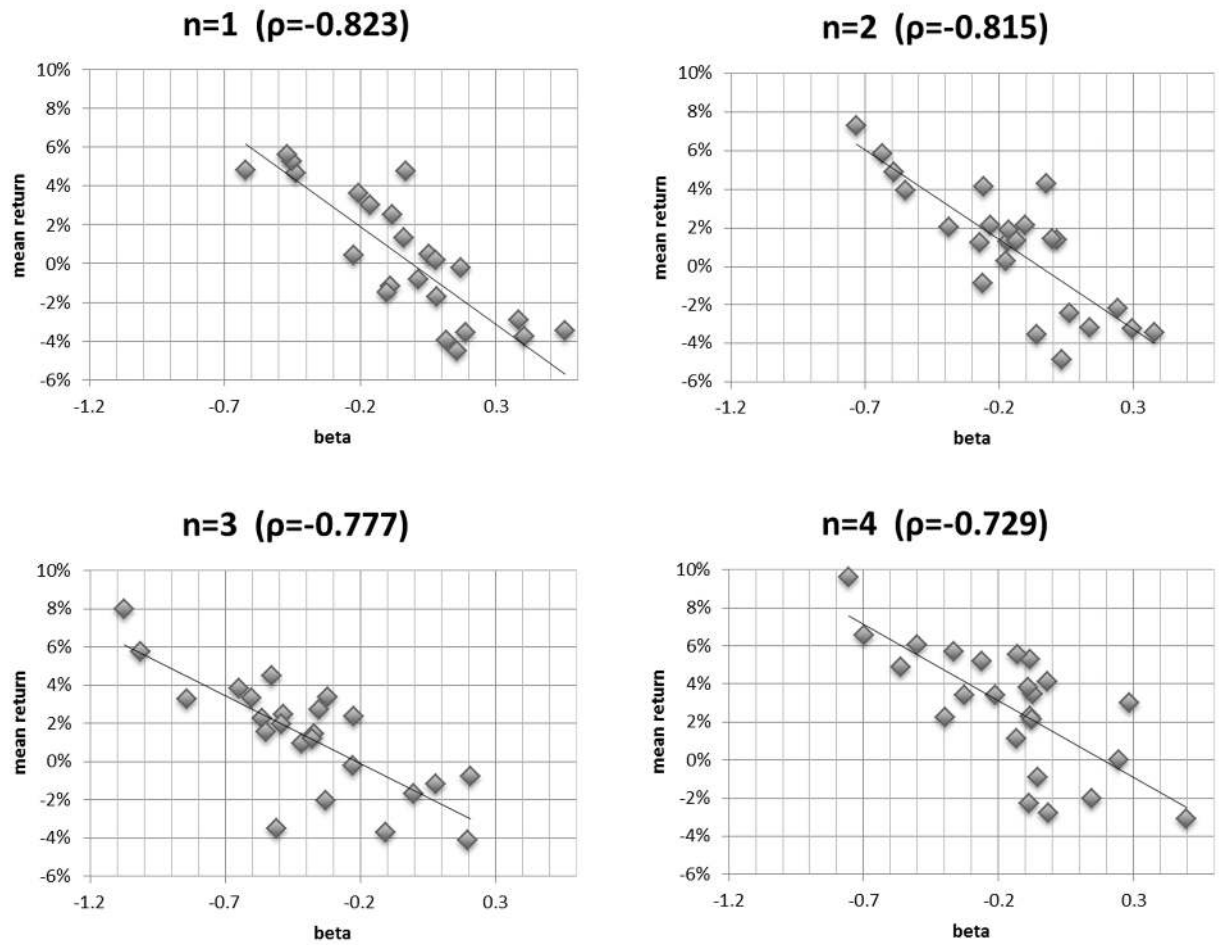 n=1 (ρ=-0.823)
10%
8%
6%
4%
2%
0%
-2%
-4%
-6%
mean return
-1.2 -0.7 -0.2 0.3
beta
n=2 (ρ=-0.815)
10%
8%
6%
4%
2%
0%
-2%
-4%
-6%
mean return
-1.2 -0.7 -0.2 0.3
beta
n=3 (ρ=-0.777)
10%
8%
6%
4%
2%
0%
-2%
-4%
-6%
mean return
-1.2 -0.7 -0.2 0.3
beta
n=4 (ρ=-0.729)
10%
8%
6%
4%
2%
0%
-2%
-4%
-6%
mean return
-1.2 -0.7 -0.2 0.3
beta